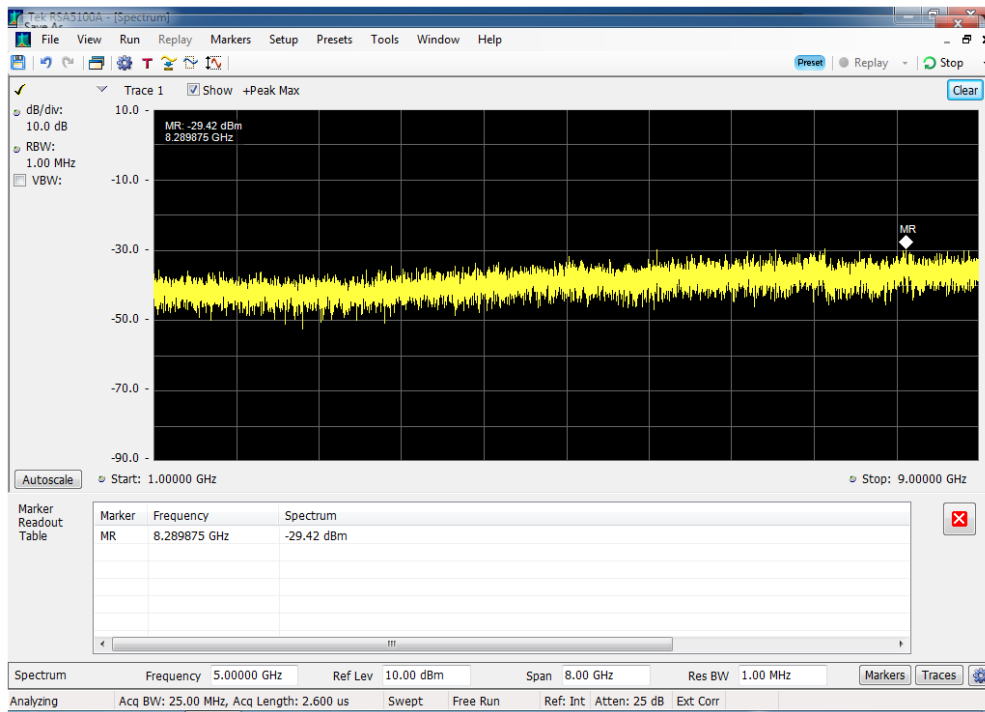 Tek RSA5100A - [Spectrum]
Save As
File View Run Replay Markers Setup Presets Tools Window Help
T Preset Replay Stop
Trace 1 Show +Peak Max Clear
dB/div:
10.0 dB
RBW:
1.00 MHz
VBW:
10.0
MR: -29.42 dBm
8.289875 GHz
-10.0
MR
-30.0
-50.0
-70.0
-90.0
Autoscale Start: 1.00000 GHz Stop: 9.00000 GHz
Marker
Readout
Table
Marker Frequency Spectrum
MR 8.289875 GHz -29.42 dBm
Spectrum Frequency 5.00000 GHz Ref Lev 10.00 dBm Span 8.00 GHz Res BW 1.00 MHz Markers Traces
Analyzing Acq BW: 25.00 MHz, Acq Length: 2.600 us Swept Free Run Ref: Int Atten: 25 dB Ext Corr